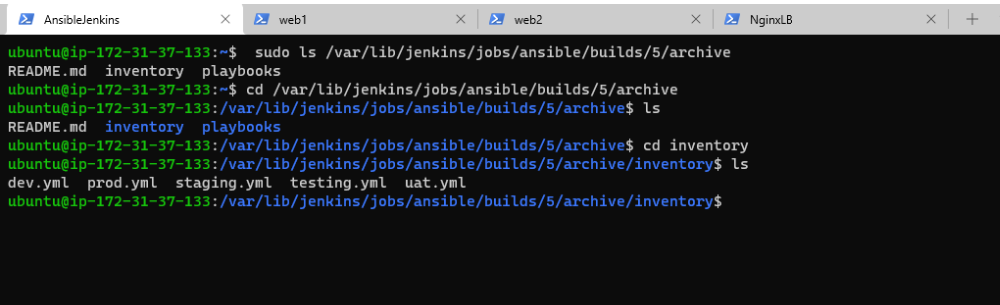 AnsibleJenkins web1 web2 NginxLB
ubuntu@ip-172-31-37-133:~$  sudo ls /var/lib/jenkins/jobs/ansible/builds/5/archive
README.md  inventory  playbooks
ubuntu@ip-172-31-37-133:~$ cd /var/lib/jenkins/jobs/ansible/builds/5/archive
ubuntu@ip-172-31-37-133:/var/lib/jenkins/jobs/ansible/builds/5/archive$ ls
README.md  inventory  playbooks
ubuntu@ip-172-31-37-133:/var/lib/jenkins/jobs/ansible/builds/5/archive$ cd inventory
ubuntu@ip-172-31-37-133:/var/lib/jenkins/jobs/ansible/builds/5/archive/inventory$ ls
dev.yml  prod.yml  staging.yml  testing.yml  uat.yml
ubuntu@ip-172-31-37-133:/var/lib/jenkins/jobs/ansible/builds/5/archive/inventory$